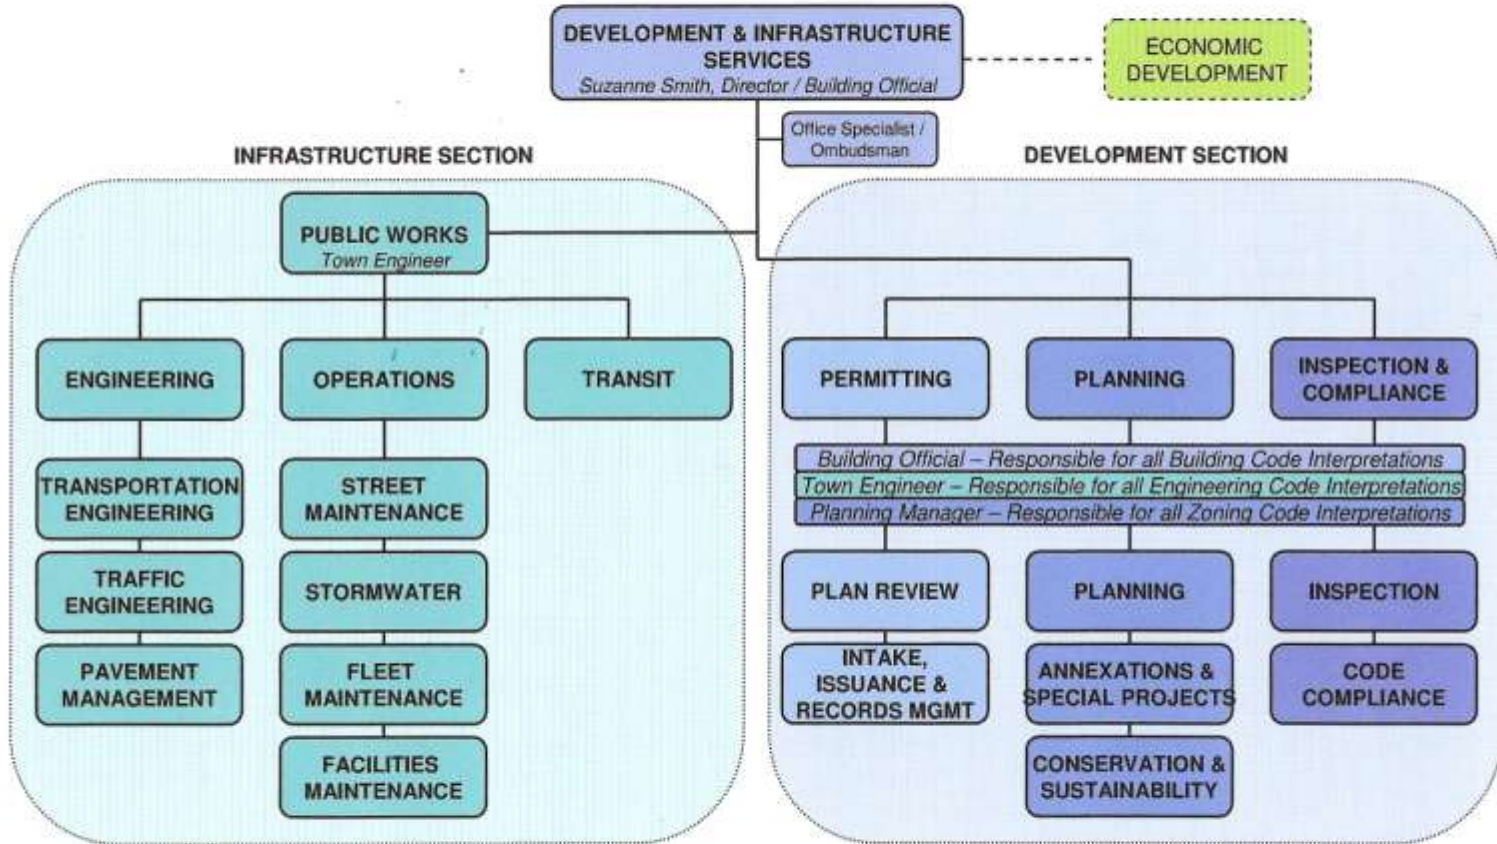 DEVELOPMENT & INFRASTRUCTURE
SERVICES
Suzanne Smith, Director / Building Official
ECONOMIC
DEVELOPMENT
Office Specialist /
Ombudsman
INFRASTRUCTURE SECTION
PUBLIC WORKS
Town Engineer
ENGINEERING
OPERATIONS
TRANSIT
TRANSPORTATION
ENGINEERING
STREET
MAINTENANCE
TRAFFIC
ENGINEERING
STORMWATER
PAVEMENT
MANAGEMENT
FLEET
MAINTENANCE
FACILITIES
MAINTENANCE
DEVELOPMENT SECTION
PERMITTING
PLANNING
INSPECTION &
COMPLIANCE
Building Official – Responsible for all Building Code Interpretations
Town Engineer – Responsible for all Engineering Code Interpretations
Planning Manager – Responsible for all Zoning Code Interpretations
PLAN REVIEW
PLANNING
INSPECTION
INTAKE,
ISSUANCE &
RECORDS MGMT
ANNEXATIONS &
SPECIAL PROJECTS
CODE
COMPLIANCE
CONSERVATION &
SUSTAINABILITY